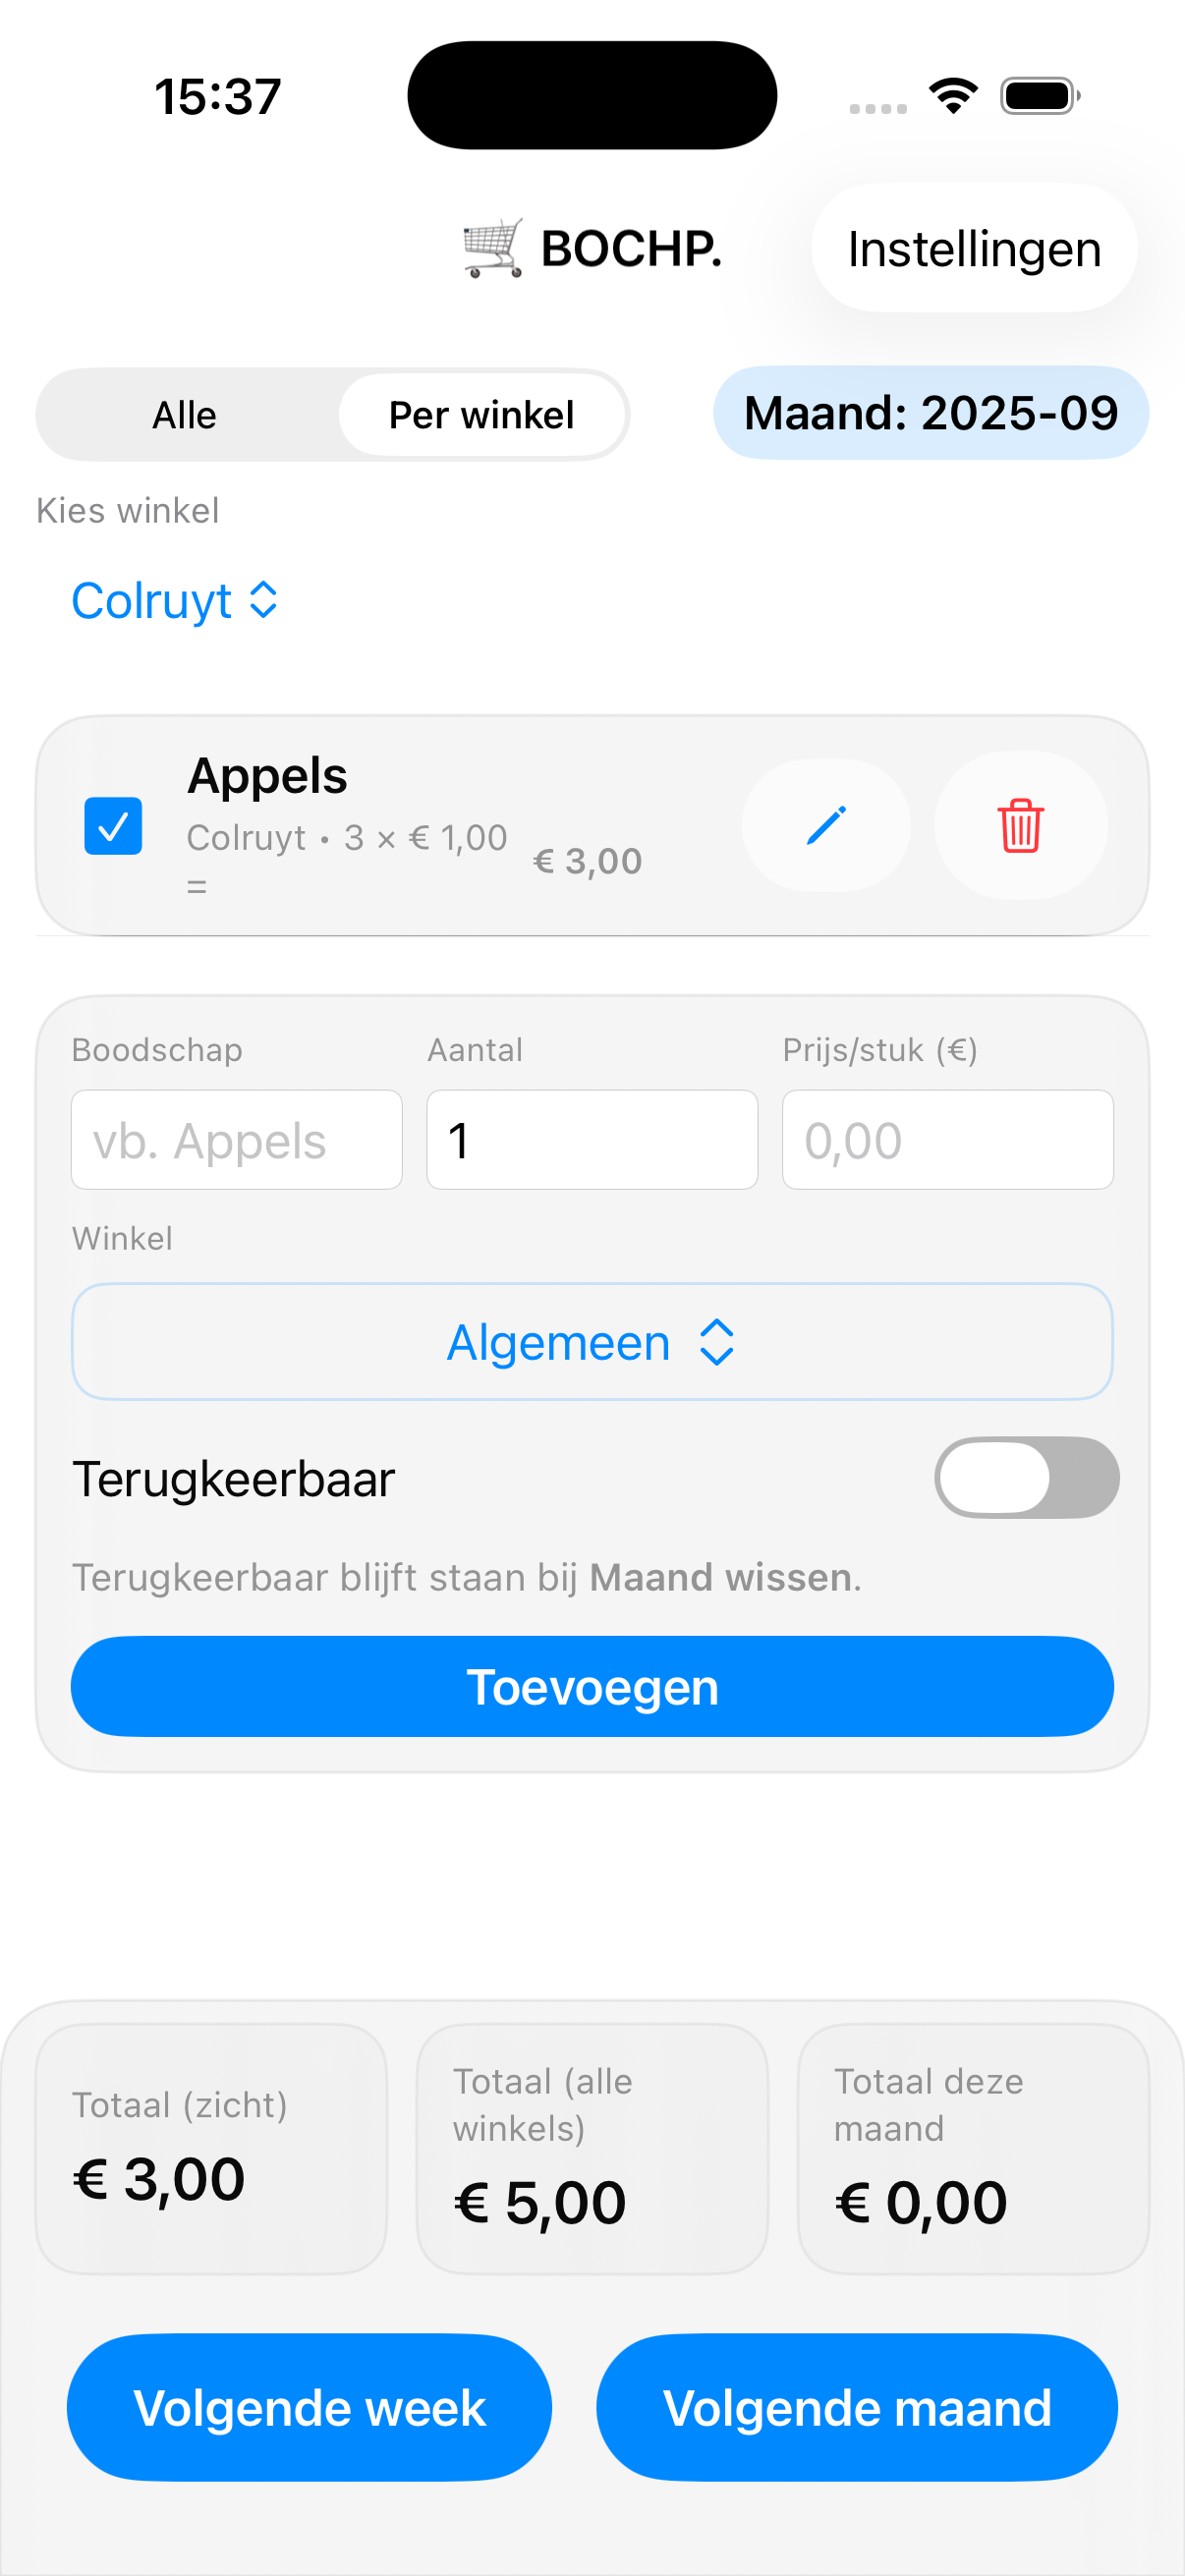 15:37
🛒 BOCHP.
Instellingen
Alle
Per winkel
Maand: 2025-09
Kies winkel
Colruyt
Appels
Colruyt • 3 × € 1,00
=
€ 3,00
Boodschap
Aantal
Prijs/stuk (€)
vb. Appels
1
0,00
Winkel
Algemeen
Terugkeerbaar
Terugkeerbaar blijft staan bij Maand wissen.
Toevoegen
Totaal (zicht)
€ 3,00
Totaal (alle
winkels)
€ 5,00
Totaal deze
maand
€ 0,00
Volgende week
Volgende maand